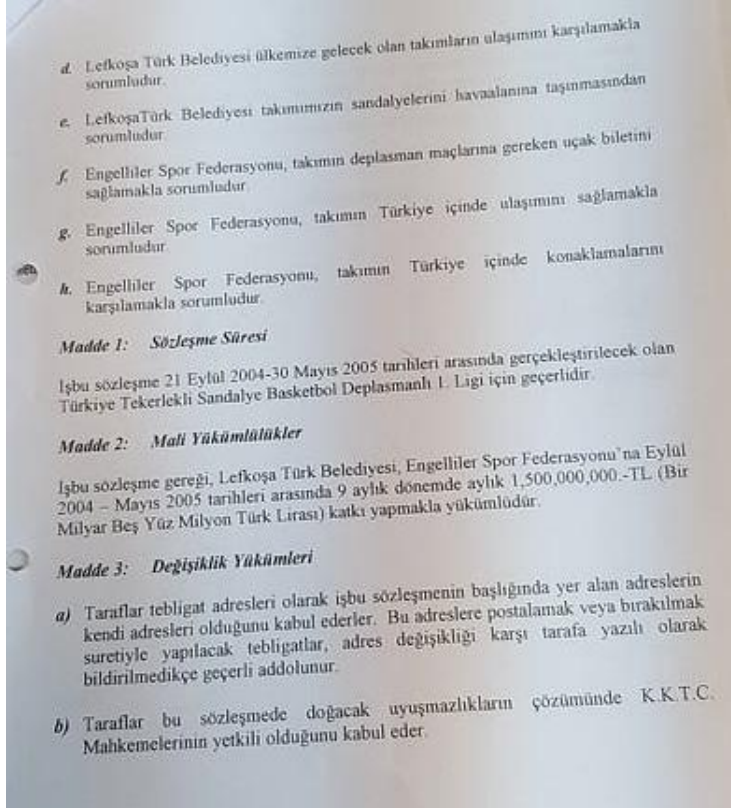 d. Lefkoşa Türk Belediyesi ülkemize gelecek olan takımların ulaşımını karşılamakla
sorumludur.
e. LefkoşaTürk Belediyesi takımımızın sandalyelerini havaalanına taşınmasından
sorumludur
f. Engelliler Spor Federasyonu, takımın deplasman maçlarına gereken uçak biletini
sağlamakla sorumludur
g. Engelliler Spor Federasyonu, takımın Türkiye içinde ulaşımını sağlamakla
sorumludur.
h. Engelliler Spor Federasyonu, takımın Türkiye içinde konaklamalarını
karşılamakla sorumludur.
Madde 1: Sözleşme Süresi
İşbu sözleşme 21 Eylül 2004-30 Mayıs 2005 tarihleri arasında gerçekleştirilecek olan
Türkiye Tekerlekli Sandalye Basketbol Deplasmanlı 1. Ligi için geçerlidir.
Madde 2: Mali Yükümlülükler
İşbu sözleşme gereği, Lefkoşa Türk Belediyesi, Engelliler Spor Federasyonu'na Eylül
2004 – Mayıs 2005 tarihleri arasında 9 aylık dönemde aylık 1,500,000,000.-TL (Bir
Milyar Beş Yüz Milyon Türk Lirası) katkı yapmakla yükümlüdür.
Madde 3: Değişiklik Yükümleri
a) Taraflar tebligat adresleri olarak işbu sözleşmenin başlığında yer alan adreslerin
kendi adresleri olduğunu kabul ederler. Bu adreslere postalamak veya bırakılmak
suretiyle yapılacak tebligatlar, adres değişikliği karşı tarafa yazılı olarak
bildirilmedikçe geçerli addolunur.
b) Taraflar bu sözleşmede doğacak uyuşmazlıkların çözümünde K.K.T.C.
Mahkemelerinin yetkili olduğunu kabul eder.